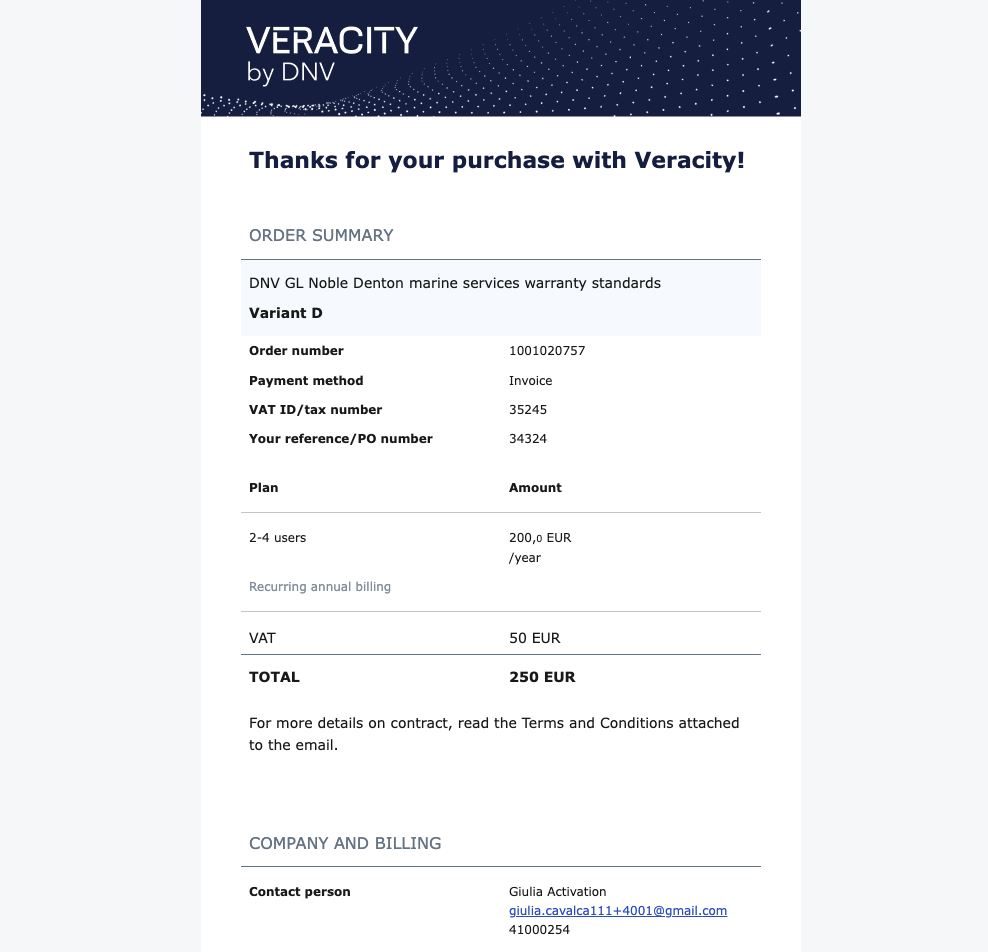 VERACITY
by DNV
Thanks for your purchase with Veracity!
ORDER SUMMARY
DNV GL Noble Denton marine services warranty standards
Variant D
Order number 1001020757
Payment method Invoice
VAT ID/tax number 35245
Your reference/PO number 34324
Plan Amount
2-4 users 200,0 EUR
/year
Recurring annual billing
VAT 50 EUR
TOTAL 250 EUR
For more details on contract, read the Terms and Conditions attached
to the email.
COMPANY AND BILLING
Contact person Giulia Activation
giulia.cavalca111+4001@gmail.com
41000254